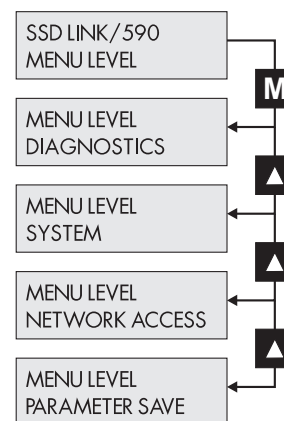 SSD LINK/590
MENU LEVEL
M
MENU LEVEL
DIAGNOSTICS
MENU LEVEL
SYSTEM
MENU LEVEL
NETWORK ACCESS
MENU LEVEL
PARAMETER SAVE